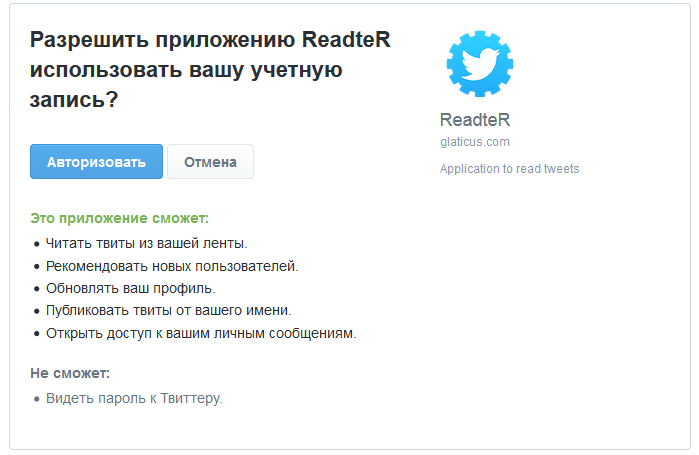 Разрешить приложению ReadteR
использовать вашу учетную
запись?
Авторизовать
Отмена
ReadteR
glaticus.com
Application to read tweets
Это приложение сможет:
• Читать твиты из вашей ленты.
• Рекомендовать новых пользователей.
• Обновлять ваш профиль.
• Публиковать твиты от вашего имени.
• Открыть доступ к вашим личным сообщениям.
Не сможет:
• Видеть пароль к Твиттеру.